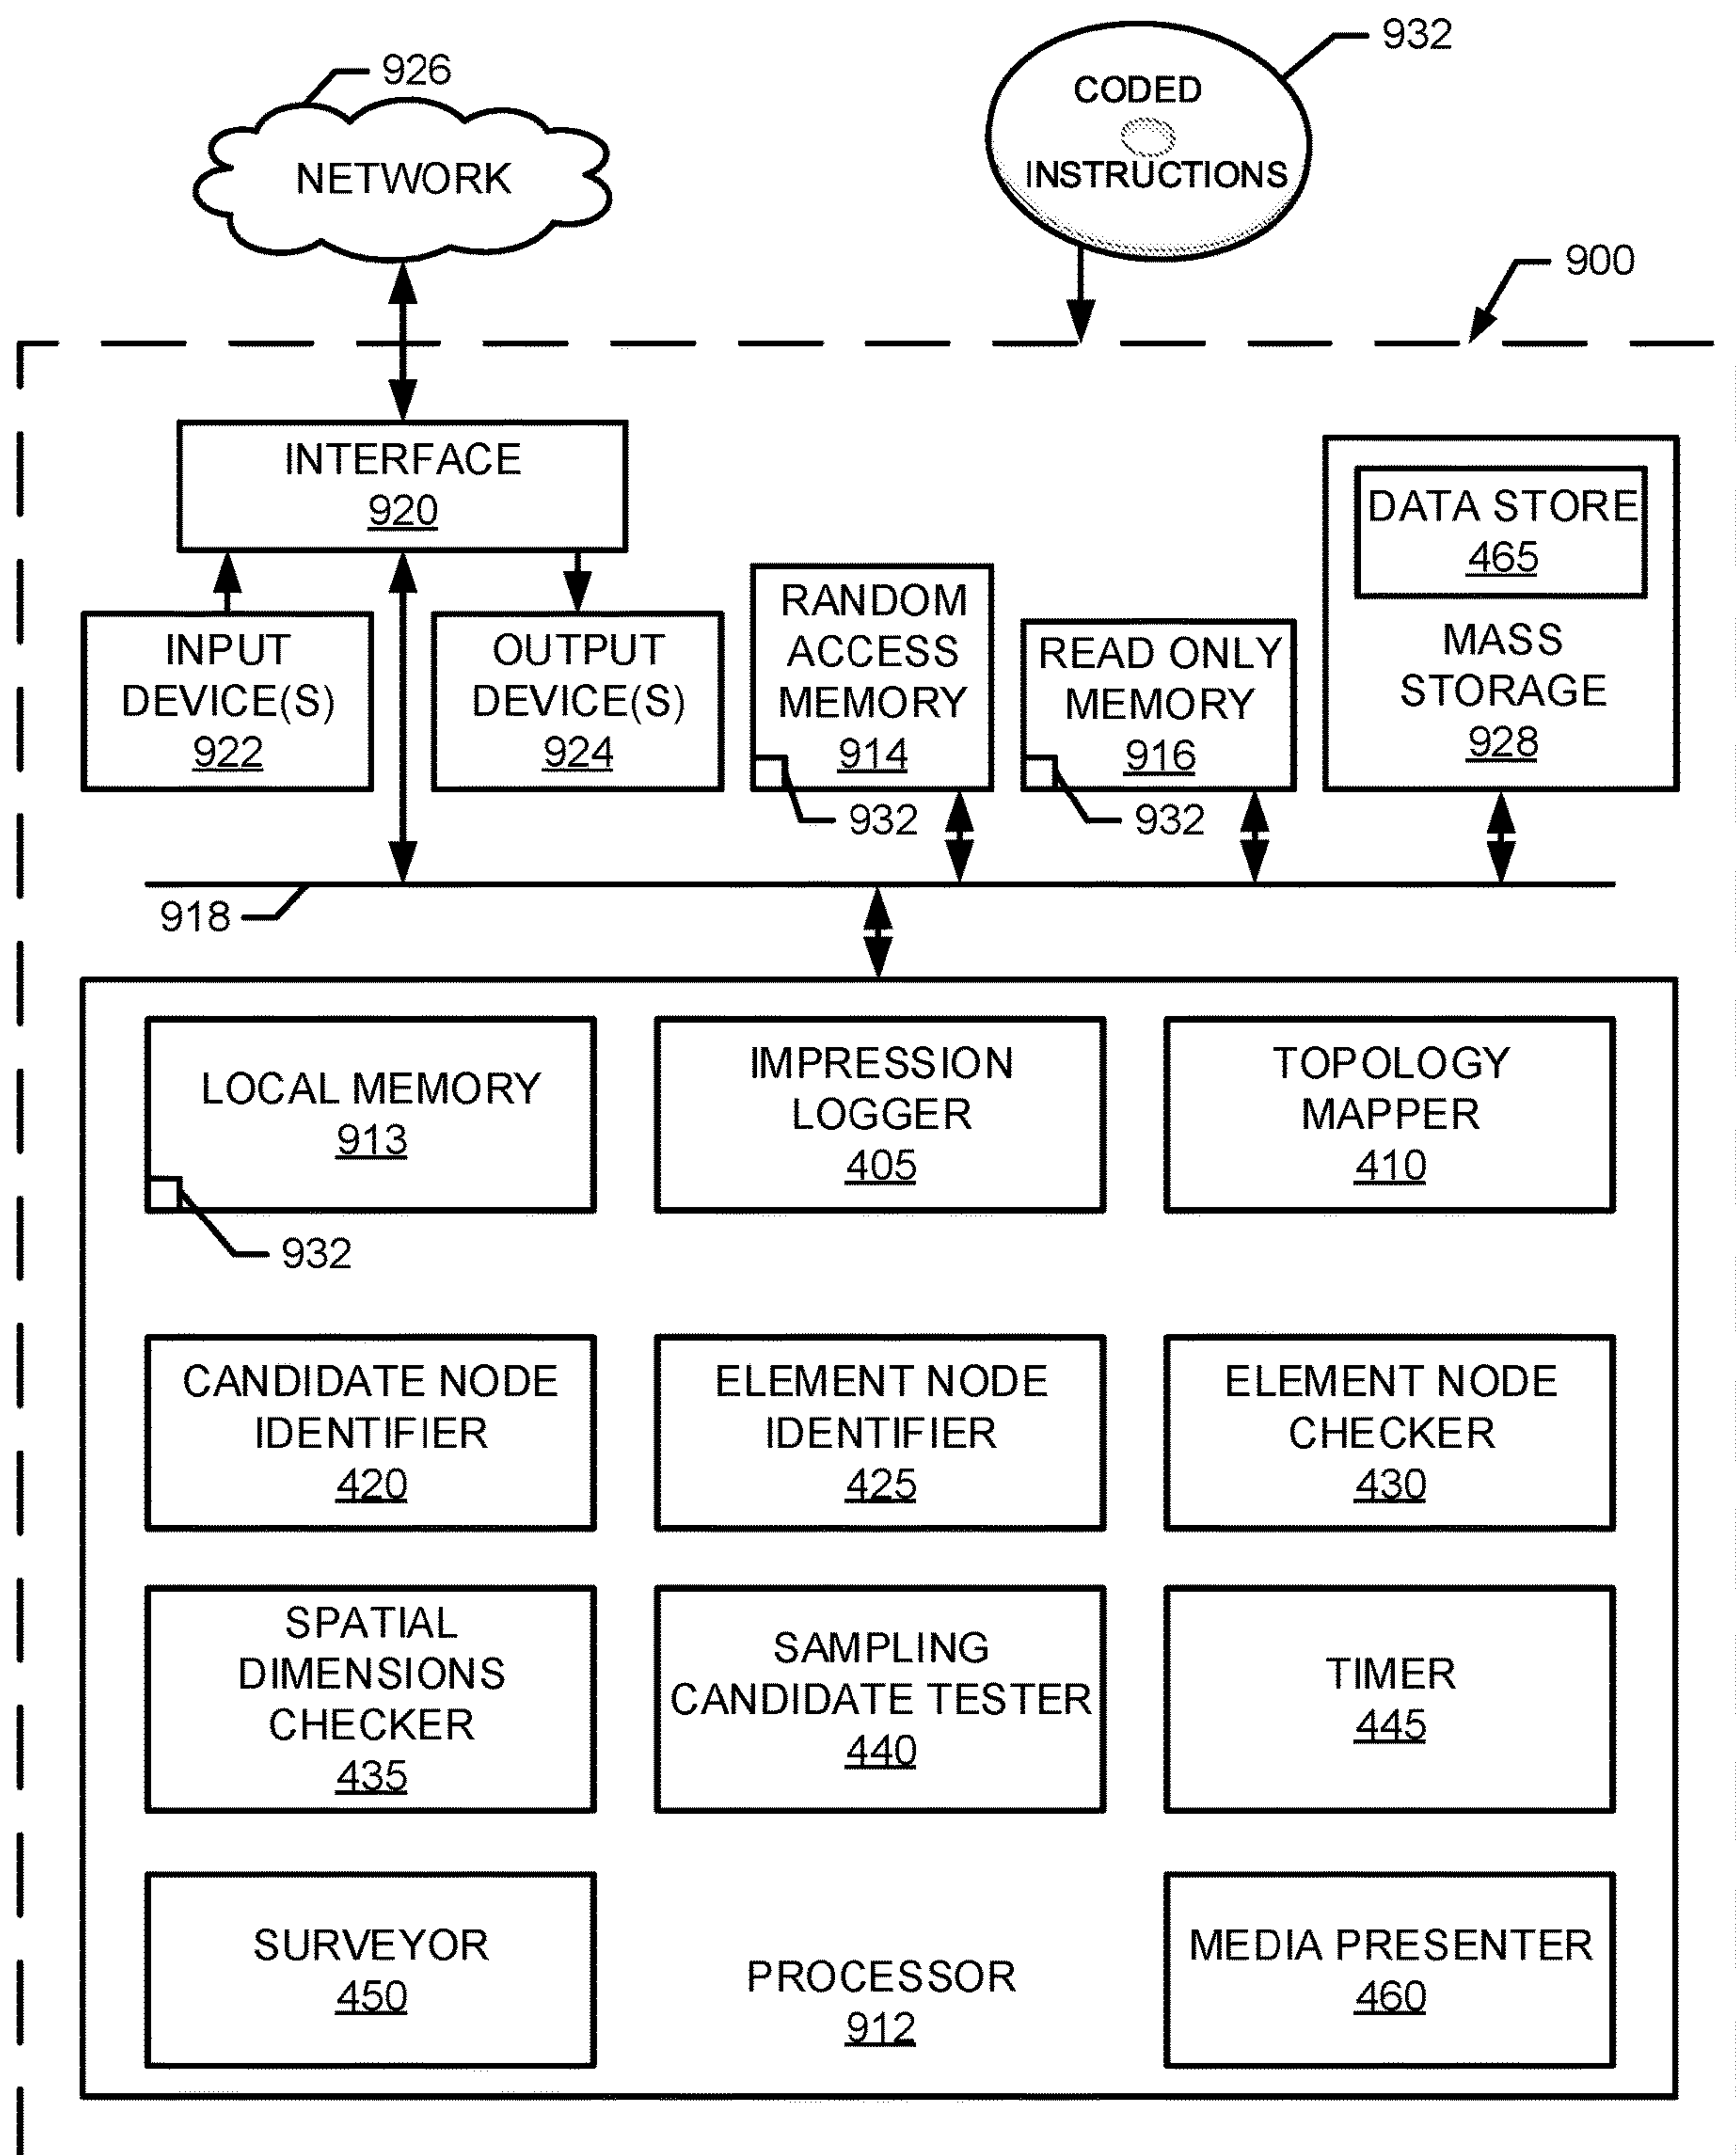 926
NETWORK
932
CODED
INSTRUCTIONS
900
INTERFACE
920
DATA STORE
465
MASS
STORAGE
928
INPUT
DEVICE(S)
922
OUTPUT
DEVICE(S)
924
RANDOM
ACCESS
MEMORY
914
932
READ ONLY
MEMORY
916
932
918
LOCAL MEMORY
913
932
IMPRESSION
LOGGER
405
TOPOLOGY
MAPPER
410
CANDIDATE NODE
IDENTIFIER
420
ELEMENT NODE
IDENTIFIER
425
ELEMENT NODE
CHECKER
430
SPATIAL
DIMENSIONS
CHECKER
435
SAMPLING
CANDIDATE TESTER
440
TIMER
445
SURVEYOR
450
PROCESSOR
912
MEDIA PRESENTER
460